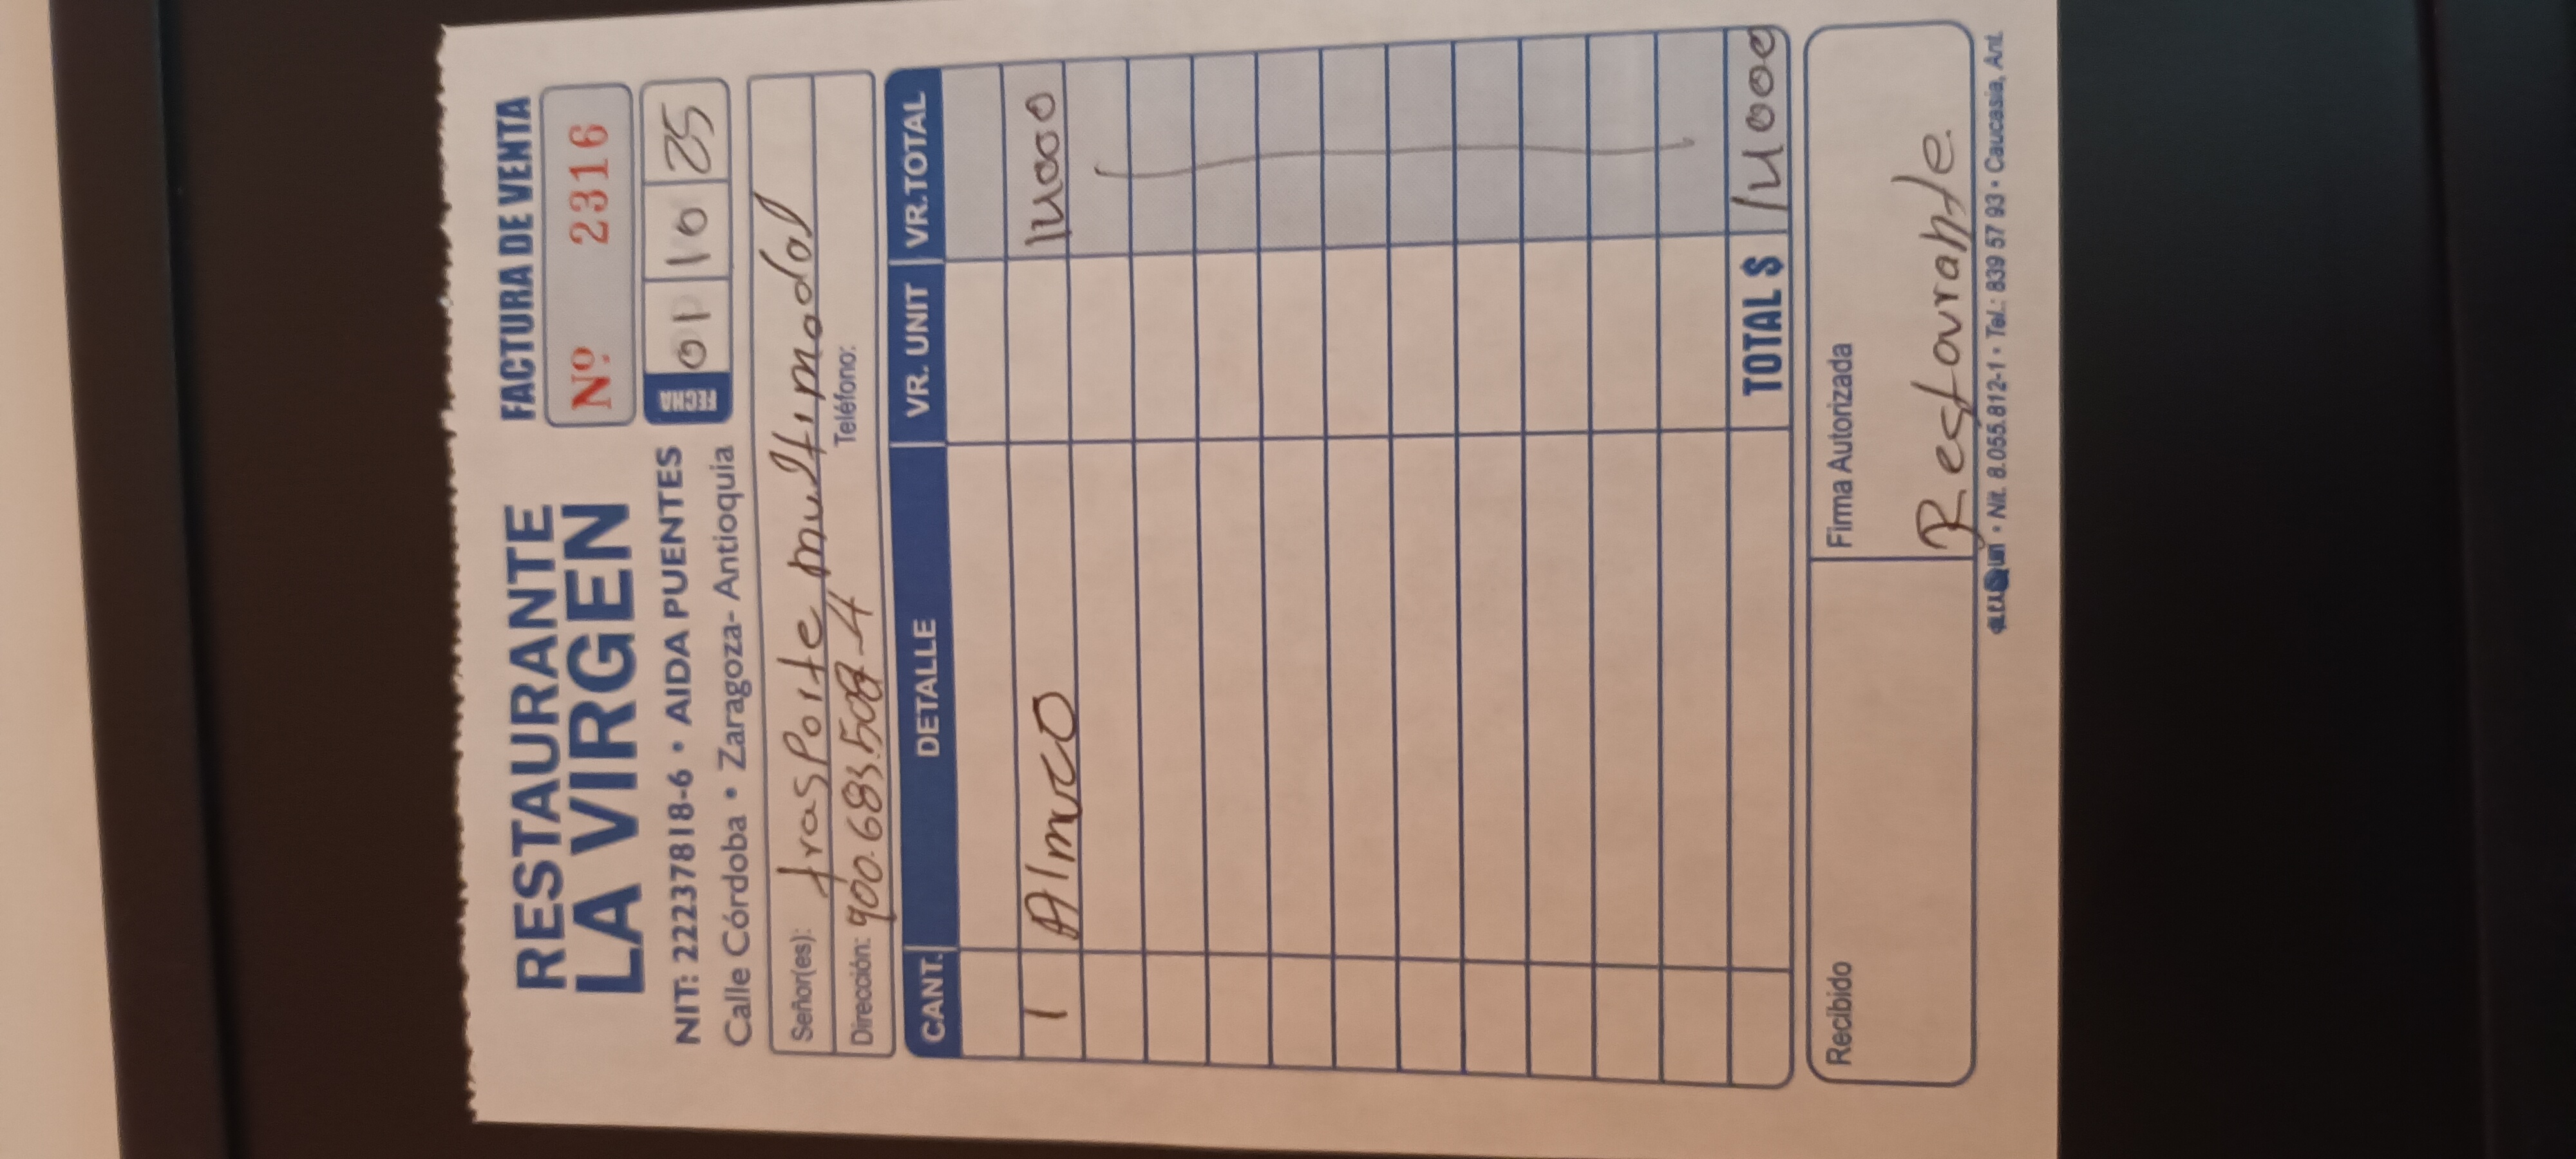 RESTAURANTE
LA VIRGEN
FACTURA DE VENTA
Nº 2316
NIT: 22237818-6 • AIDA PUENTES
Calle Córdoba • Zaragoza- Antioquia
FECHA 01 10 25
Señor(es): trasporte multimodal
Dirección: 900.683.508-4 Teléfono:
CANT. DETALLE VR. UNIT VR.TOTAL
1 Almuco 14000
TOTAL $ 14000
Recibido Firma Autorizada
Restaurante
• Nit. 8.055.812-1 • Tel.: 839 57 93 • Caucasia, Ant.